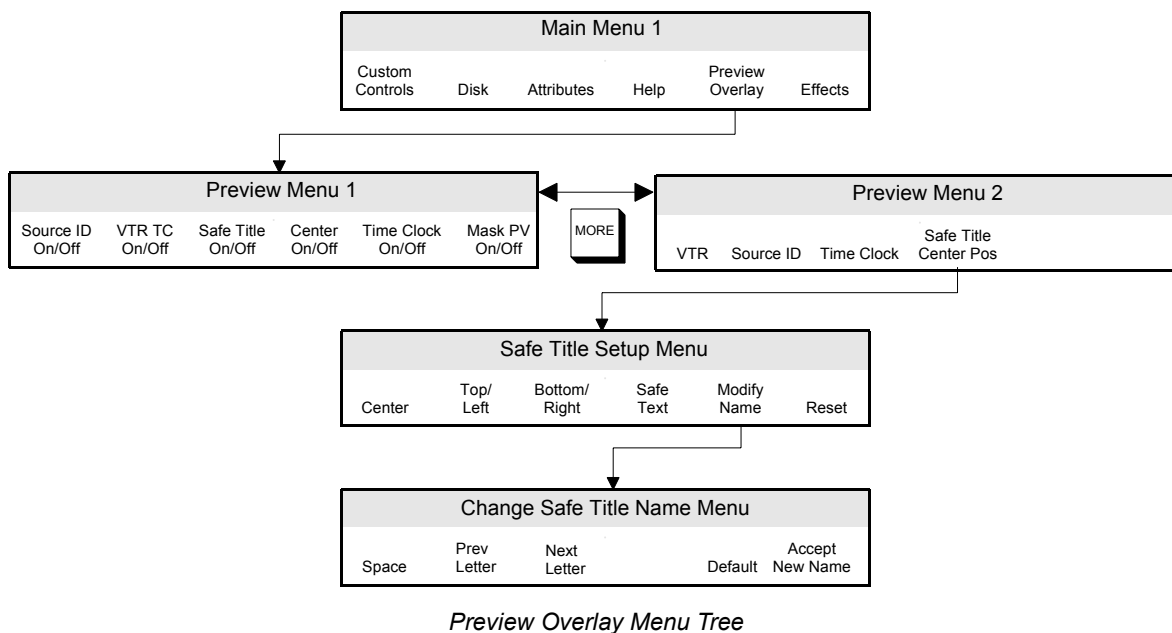 Main Menu 1
Custom Controls
Disk
Attributes
Help
Preview Overlay
Effects
Preview Menu 1
Source ID On/Off
VTR TC On/Off
Safe Title On/Off
Center On/Off
Time Clock On/Off
Mask PV On/Off
MORE
Preview Menu 2
VTR
Source ID
Time Clock
Safe Title Center Pos
Safe Title Setup Menu
Center
Top/ Left
Bottom/ Right
Safe Text
Modify Name
Reset
Change Safe Title Name Menu
Space
Prev Letter
Next Letter
Default
Accept New Name
Preview Overlay Menu Tree